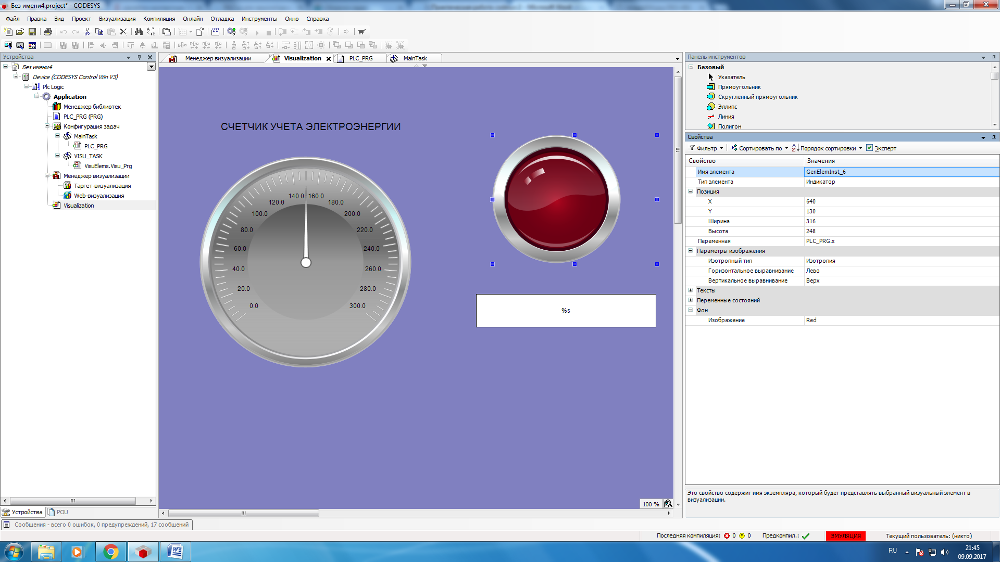 Без имени4.project* - CODESYS
Файл Правка Вид Проект Визуализация Компиляция Онлайн Отладка Инструменты Окно Справка
Устройства
Без имени4
Device (CODESYS Control Win V3)
Plc Logic
Application
Менеджер библиотек
PLC_PRG (PRG)
Конфигурация задач
MainTask
PLC_PRG
VISU_TASK
VisuElems.Visu_Prg
Менеджер визуализации
Таргет-визуализация
Web-визуализация
Visualization
Устройства POU
Менеджер визуализации Visualization PLC_PRG MainTask
СЧЕТЧИК УЧЕТА ЭЛЕКТРОЭНЕРГИИ
140.0 160.0
120.0 180.0
100.0 200.0
80.0 220.0
60.0 240.0
40.0 260.0
20.0 280.0
0.0 300.0
%s
100 %
Панель инструментов
Базовый
Указатель
Прямоугольник
Скругленный прямоугольник
Эллипс
Линия
Полигон
Свойства
Фильтр Сортировать по Порядок сортировки Эксперт
Свойство Значения
Имя элемента GenElemInst_6
Тип элемента Индикатор
Позиция
X 640
Y 130
Ширина 316
Высота 248
Переменная PLC_PRG.x
Параметры изображения
Изотропный тип Изотропия
Горизонтальное выравнивание Лево
Вертикальное выравнивание Верх
Тексты
Переменные состояний
Фон
Изображение Red
Это свойство содержит имя экземпляра, который будет представлять выбранный визуальный элемент в
визуализации.
Сообщения - всего 0 ошибок, 0 предупреждений, 17 сообщений
Последняя компиляция: 0 0 Предкомпил.: ЭМУЛЯЦИЯ Текущий пользователь: (никто)
RU
21:45
09.09.2017